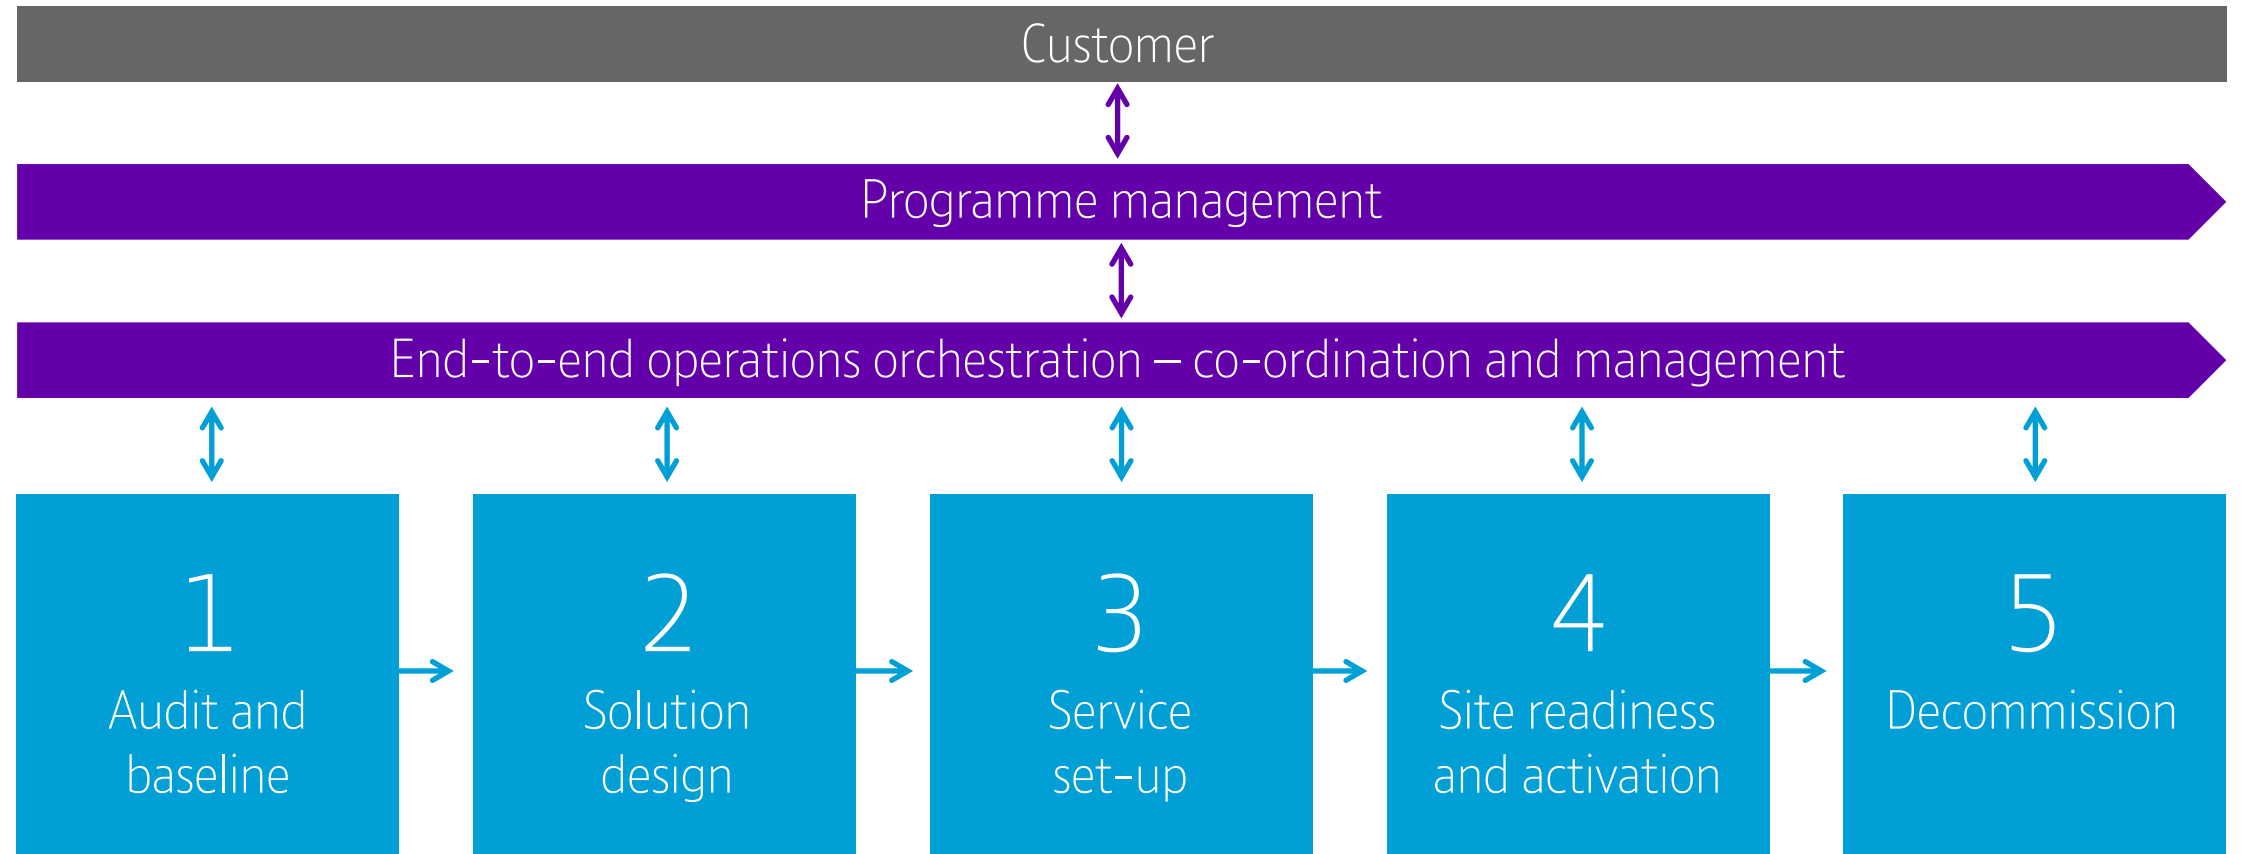 Customer
Programme management
End-to-end operations orchestration – co-ordination and management
1
Audit and
baseline
2
Solution
design
3
Service
set-up
4
Site readiness
and activation
5
Decommission